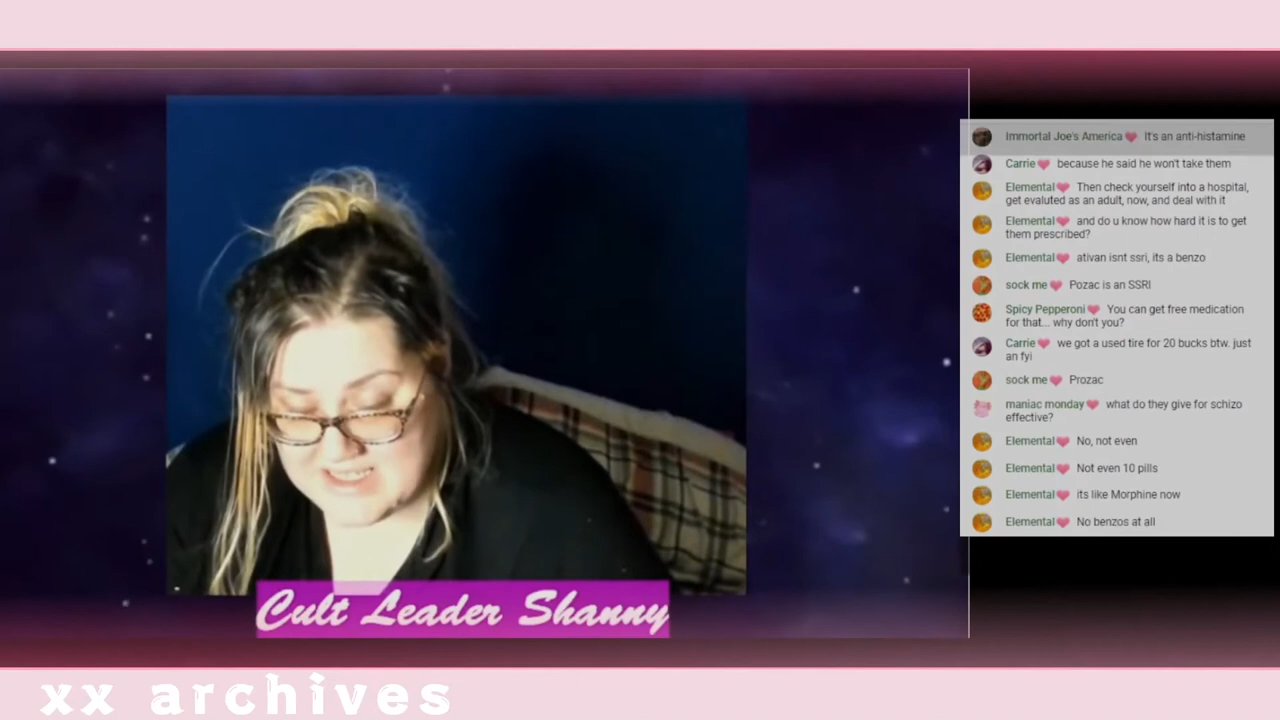 Immortal Joe's America It's an anti-histamine
Carrie because he said he won't take them
Elemental Then check yourself into a hospital,
get evaluted as an adult, now, and deal with it
Elemental and do u know how hard it is to get
them prescribed?
Elemental ativan isnt ssri, its a benzo
sock me Pozac is an SSRI
Spicy Pepperoni You can get free medication
for that... why don't you?
Carrie we got a used tire for 20 bucks btw. just
an fyi
sock me Prozac
maniac monday what do they give for schizo
effective?
Elemental No, not even
Elemental Not even 10 pills
Elemental its like Morphine now
Elemental No benzos at all
Cult Leader Shanny
xx archives